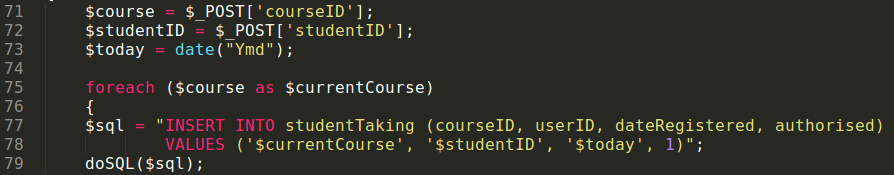 71 $course = $_POST['courseID'];
72 $studentID = $_POST['studentID'];
73 $today = date("Ymd");
74
75 foreach ($course as $currentCourse)
76 {
77 $sql = "INSERT INTO studentTaking (courseID, userID, dateRegistered, authorised)
78 VALUES ('$currentCourse', '$studentID', '$today', 1)";
79 doSQL($sql);